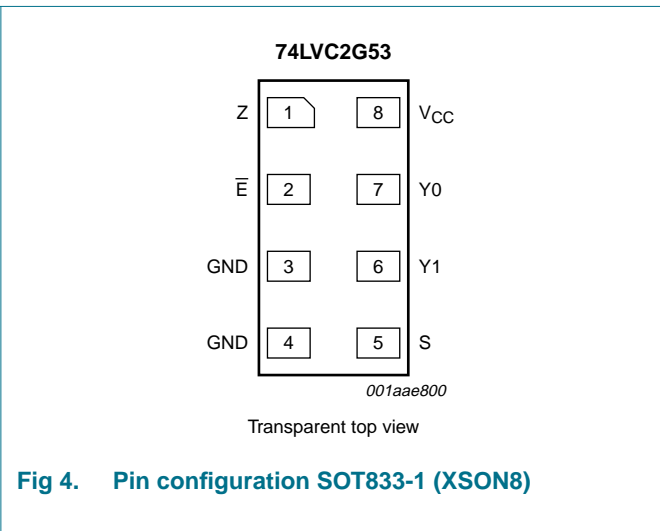 74LVC2G53
Z 1 8 VCC
E̅ 2 7 Y0
GND 3 6 Y1
GND 4 5 S
001aae800
Transparent top view
Fig 4. Pin configuration SOT833-1 (XSON8)